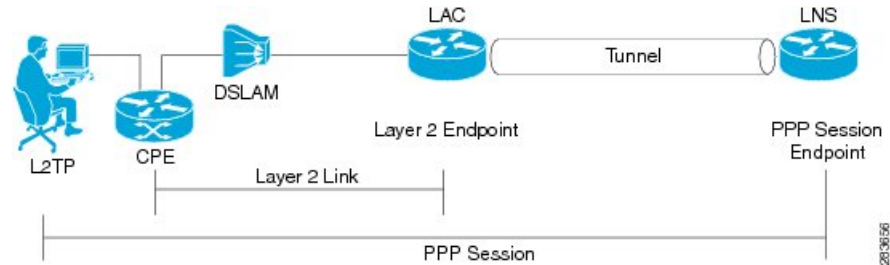 LAC
LNS
Tunnel
DSLAM
Layer 2 Endpoint
PPP Session
Endpoint
CPE
L2TP
Layer 2 Link
PPP Session
283656